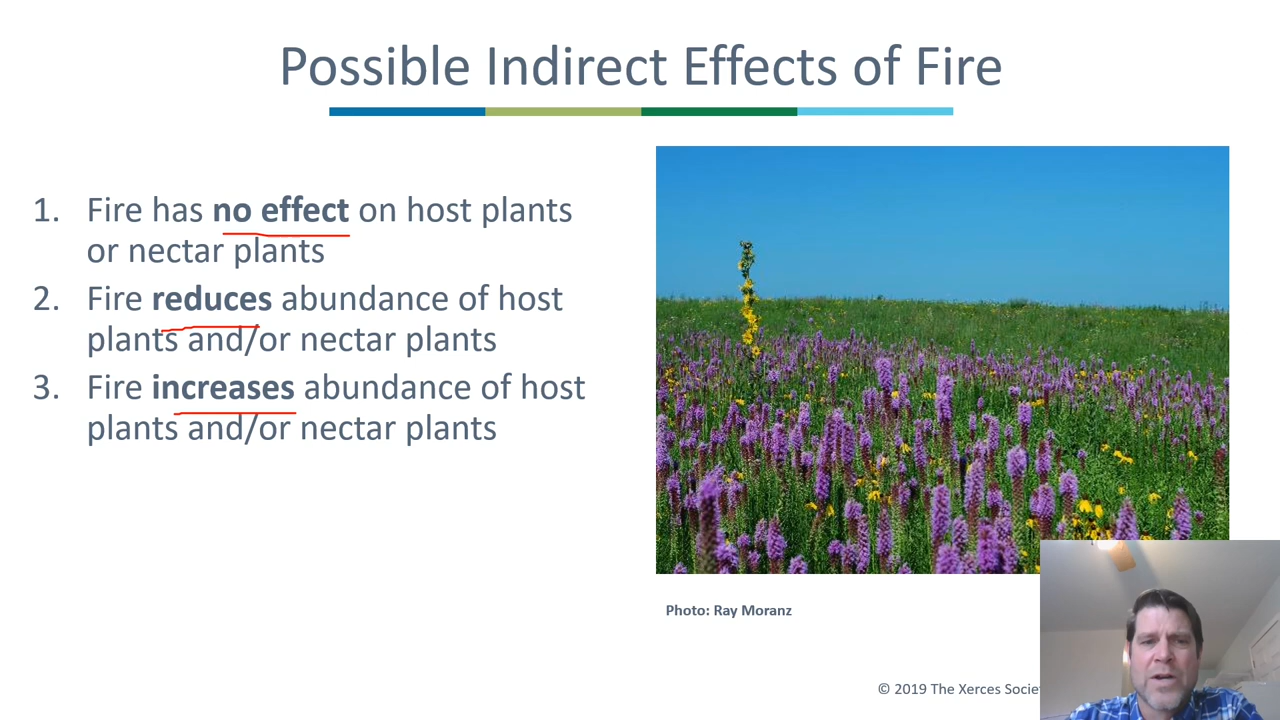 Possible Indirect Effects of Fire
1. Fire has no effect on host plants
or nectar plants
2. Fire reduces abundance of host
plants and/or nectar plants
3. Fire increases abundance of host
plants and/or nectar plants
Photo: Ray Moranz
© 2019 The Xerces